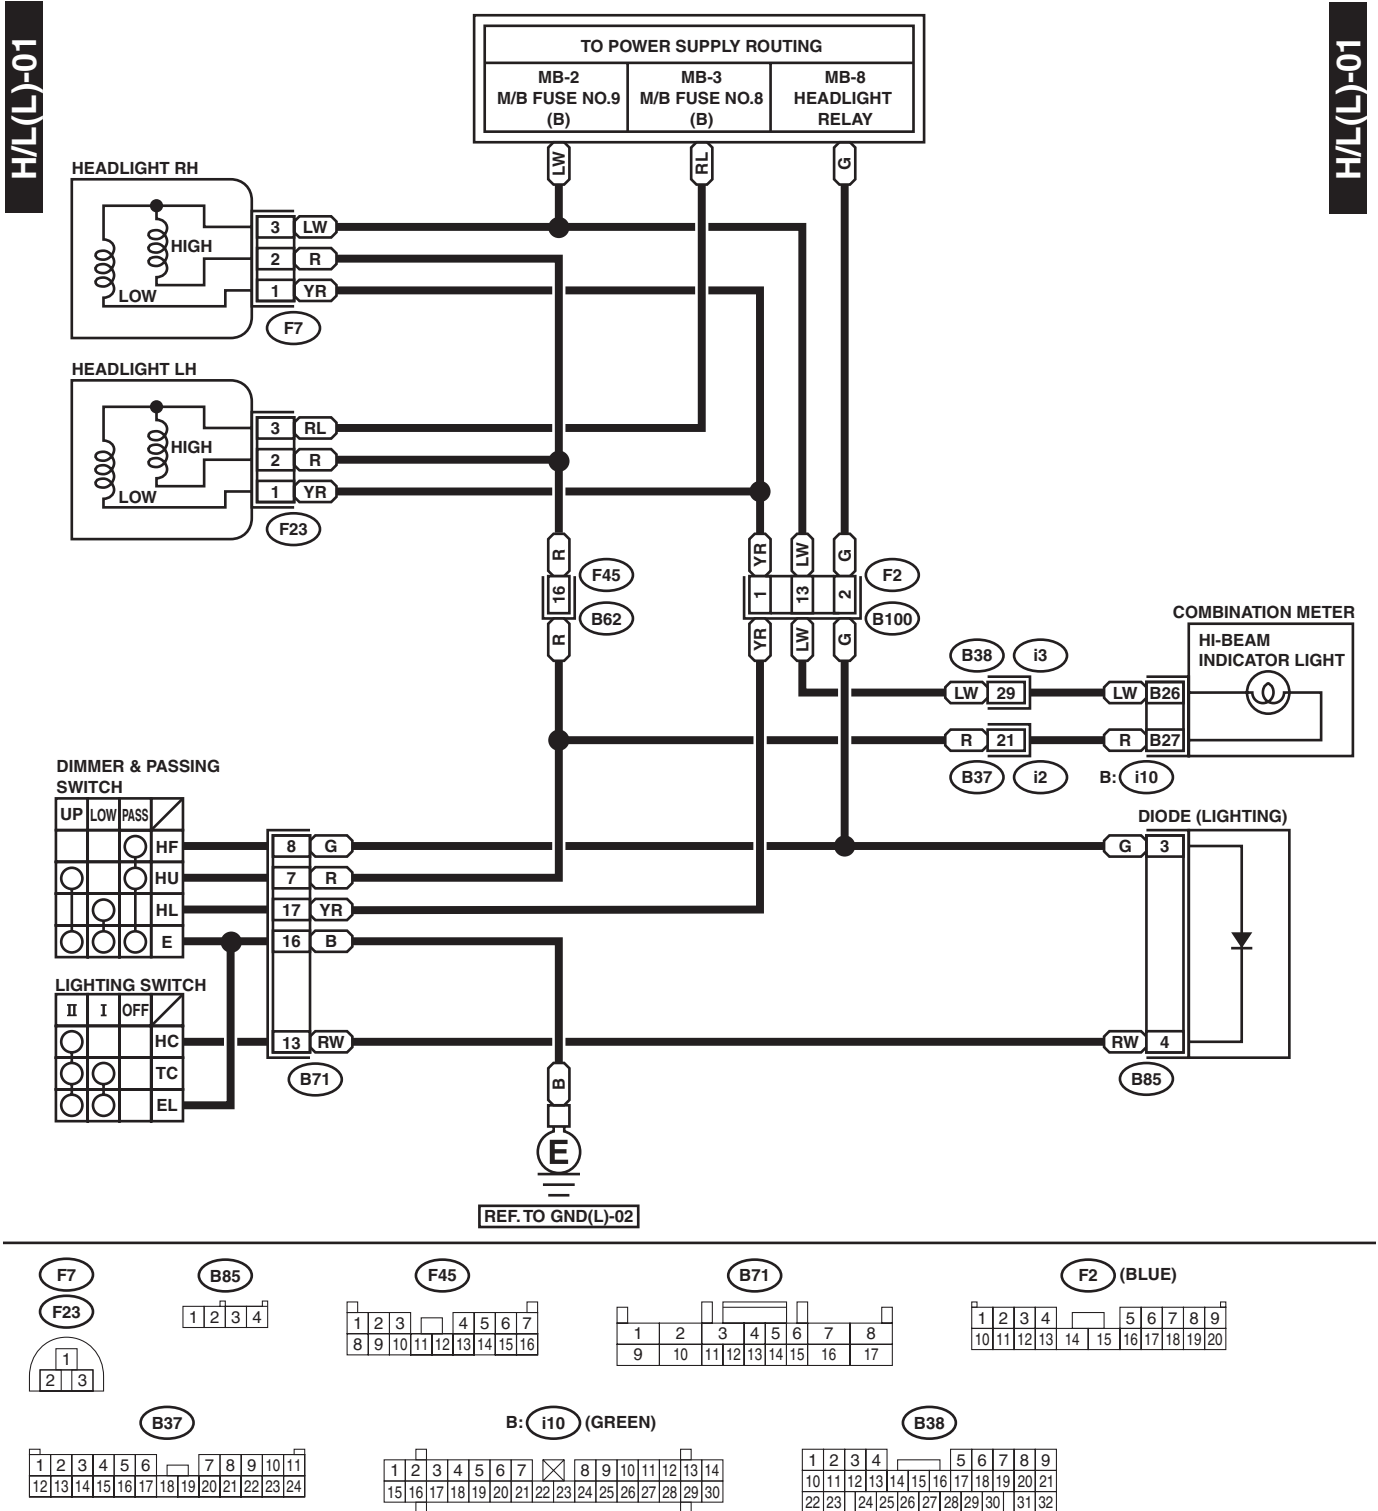 H/L(L)-01
H/L(L)-01
TO POWER SUPPLY ROUTING
MB-2 MB-3 MB-8
M/B FUSE NO.9 M/B FUSE NO.8 HEADLIGHT
(B) (B) RELAY
LW RL G
HEADLIGHT RH
HIGH
LOW
3 LW
2 R
1 YR
F7
HEADLIGHT LH
HIGH
LOW
3 RL
2 R
1 YR
F23
R YR LW G
16 F45 1 13 2 F2
B62 B100
R YR LW G
COMBINATION METER
HI-BEAM
INDICATOR LIGHT
B38 i3
LW 29 LW B26
R 21 R B27
B37 i2 B: i10
DIMMER & PASSING
SWITCH
UP LOW PASS
HF 8 G
HU 7 R
HL 17 YR
E 16 B
LIGHTING SWITCH
II I OFF
HC 13 RW
TC
EL
B71
DIODE (LIGHTING)
G 3
RW 4
B85
B
E
REF. TO GND(L)-02
F7
F23
1
2 3
B85
1 2 3 4
F45
1 2 3 4 5 6 7
8 9 10 11 12 13 14 15 16
B71
1 2 3 4 5 6 7 8
9 10 11 12 13 14 15 16 17
F2 (BLUE)
1 2 3 4 5 6 7 8 9
10 11 12 13 14 15 16 17 18 19 20
B37
1 2 3 4 5 6 7 8 9 10 11
12 13 14 15 16 17 18 19 20 21 22 23 24
B: i10 (GREEN)
1 2 3 4 5 6 7 8 9 10 11 12 13 14
15 16 17 18 19 20 21 22 23 24 25 26 27 28 29 30
B38
1 2 3 4 5 6 7 8 9
10 11 12 13 14 15 16 17 18 19 20 21
22 23 24 25 26 27 28 29 30 31 32